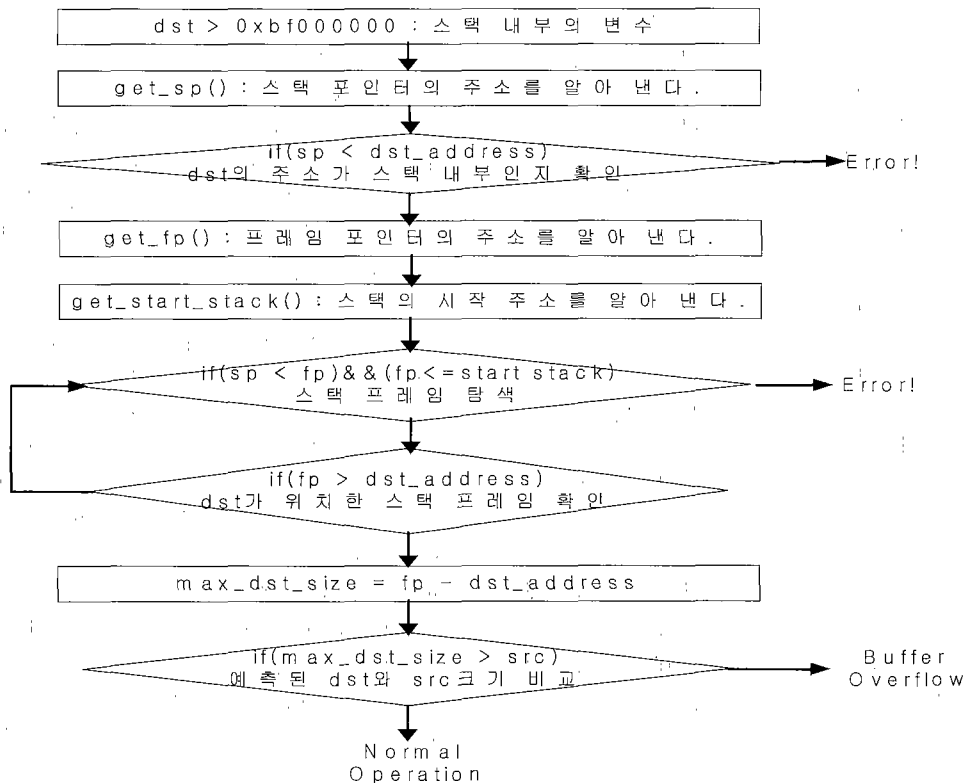 dst > 0xbf000000 : 스택 내부의 변수
get_sp() : 스택 포인터의 주소를 알아 낸다.
if(sp < dst_address)
dst의 주소가 스택 내부인지 확인
Error!
get_fp() : 프레임 포인터의 주소를 알아 낸다.
get_start_stack() : 스택의 시작 주소를 알아 낸다.
if(sp < fp)&&(fp<=start stack)
스택 프레임 탐색
Error!
if(fp > dst_address)
dst가 위치한 스택 프레임 확인
max_dst_size = fp - dst_address
if(max_dst_size > src)
예측된 dst와 src크기 비교
Buffer
Overflow
Normal
Operation